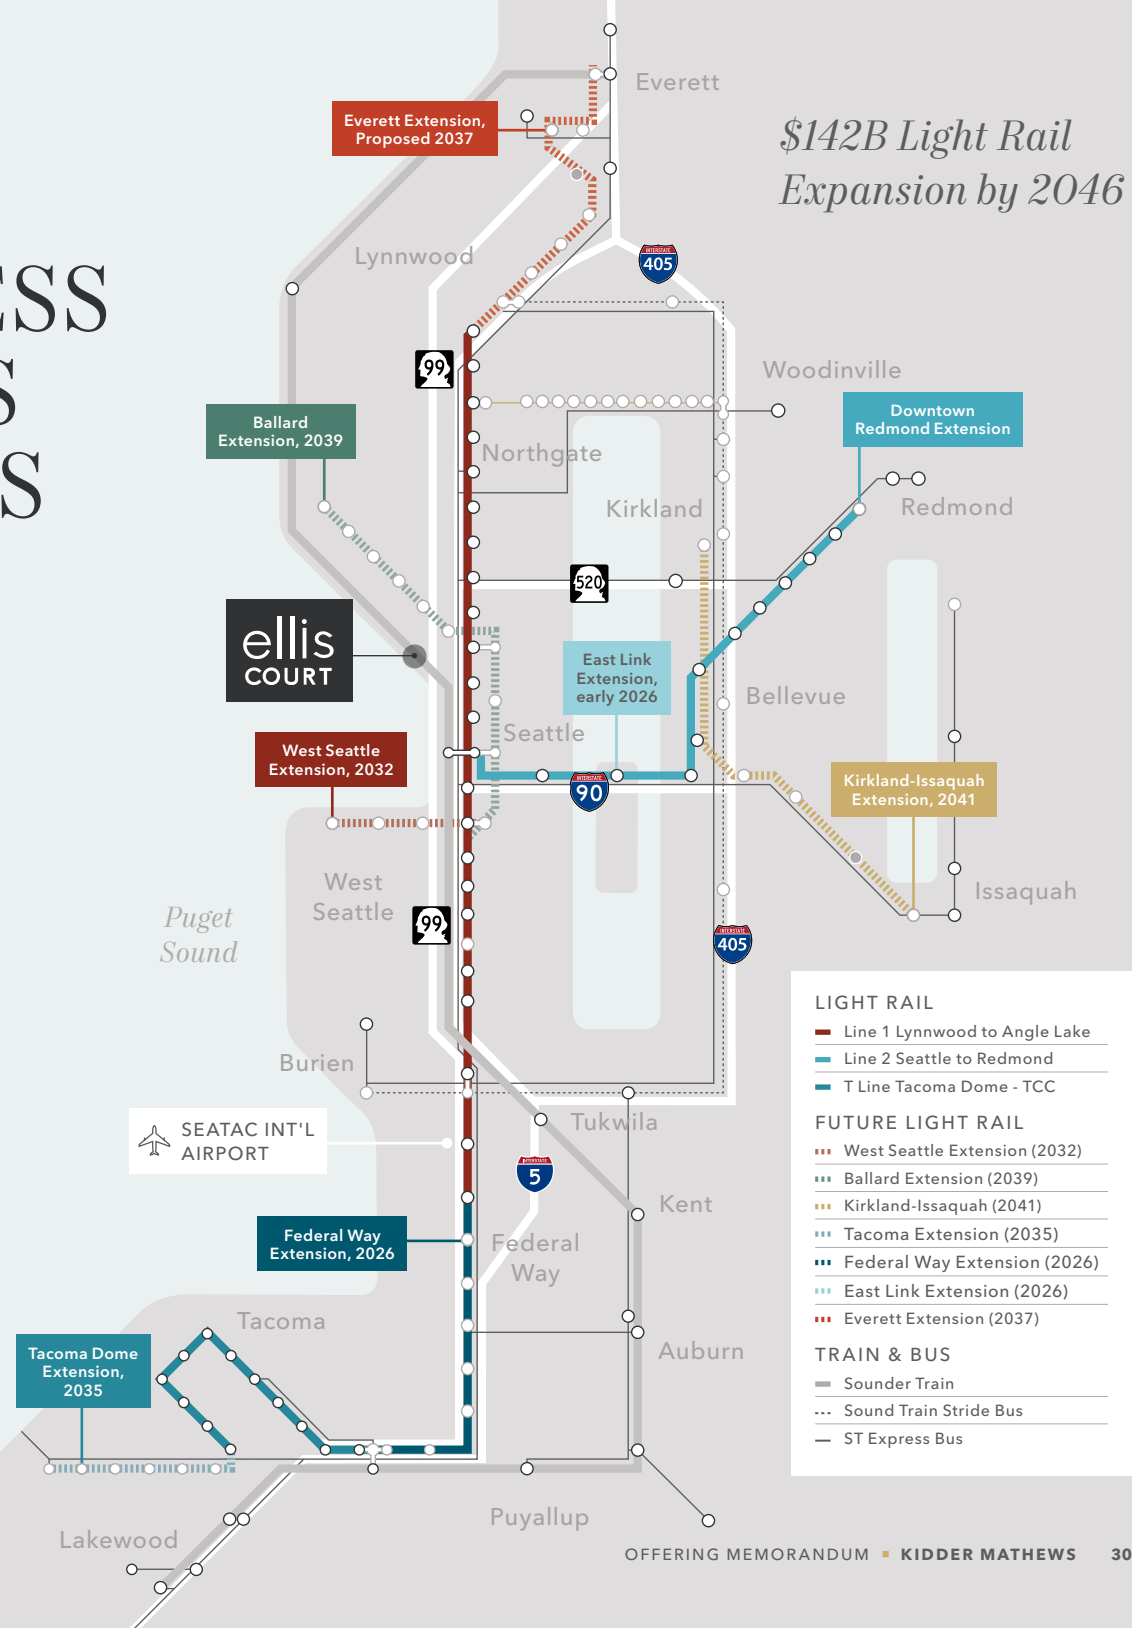 ESS
S
S
$142B Light Rail
Expansion by 2046
Everett
Everett Extension,
Proposed 2037
Lynnwood
INTERSTATE
405
99
Woodinville
Ballard
Extension, 2039
Downtown
Redmond Extension
Northgate
Kirkland
Redmond
520
ellis
COURT
East Link
Extension,
early 2026
Bellevue
West Seattle
Extension, 2032
Seattle
INTERSTATE
90
Kirkland-Issaquah
Extension, 2041
West
Seattle
Issaquah
Puget
Sound
99
INTERSTATE
405
Burien
Tukwila
SEATAC INT'L
AIRPORT
INTERSTATE
5
Kent
Federal Way
Extension, 2026
Federal
Way
Tacoma
Auburn
Tacoma Dome
Extension,
2035
Puyallup
Lakewood
LIGHT RAIL
Line 1 Lynnwood to Angle Lake
Line 2 Seattle to Redmond
T Line Tacoma Dome - TCC
FUTURE LIGHT RAIL
West Seattle Extension (2032)
Ballard Extension (2039)
Kirkland-Issaquah (2041)
Tacoma Extension (2035)
Federal Way Extension (2026)
East Link Extension (2026)
Everett Extension (2037)
TRAIN & BUS
Sounder Train
Sound Train Stride Bus
ST Express Bus
OFFERING MEMORANDUM ■ KIDDER MATHEWS 30